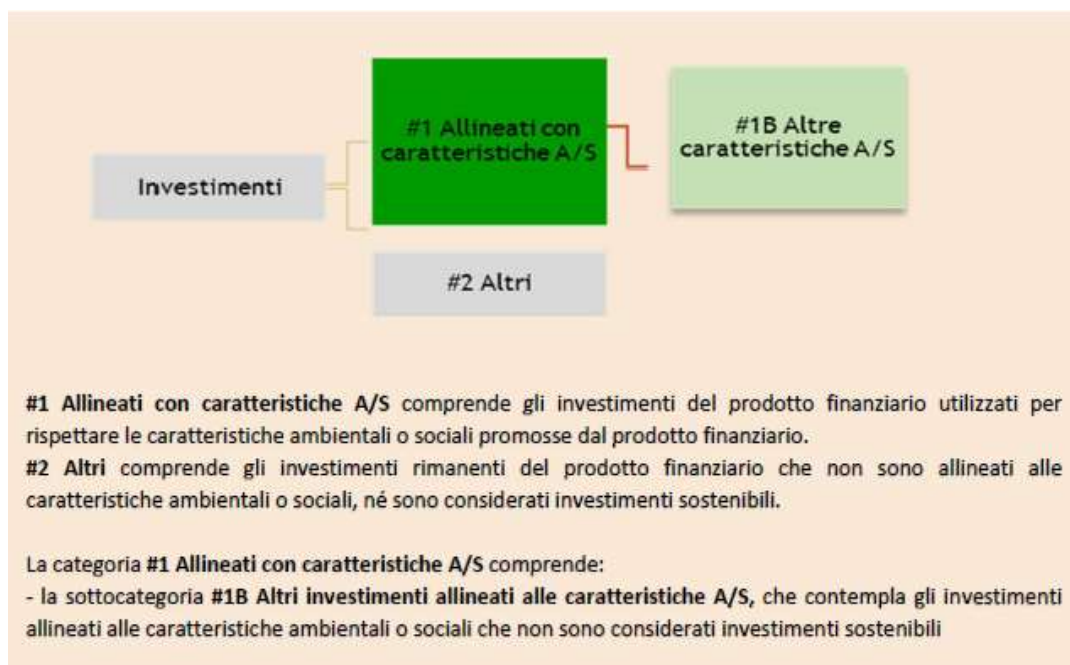 #1 Allineati con
caratteristiche A/S
#1B Altre
caratteristiche A/S
Investimenti
#2 Altri
#1 Allineati con caratteristiche A/S comprende gli investimenti del prodotto finanziario utilizzati per
rispettare le caratteristiche ambientali o sociali promosse dal prodotto finanziario.
#2 Altri comprende gli investimenti rimanenti del prodotto finanziario che non sono allineati alle
caratteristiche ambientali o sociali, né sono considerati investimenti sostenibili.
La categoria #1 Allineati con caratteristiche A/S comprende:
- la sottocategoria #1B Altri investimenti allineati alle caratteristiche A/S, che contempla gli investimenti
allineati alle caratteristiche ambientali o sociali che non sono considerati investimenti sostenibili